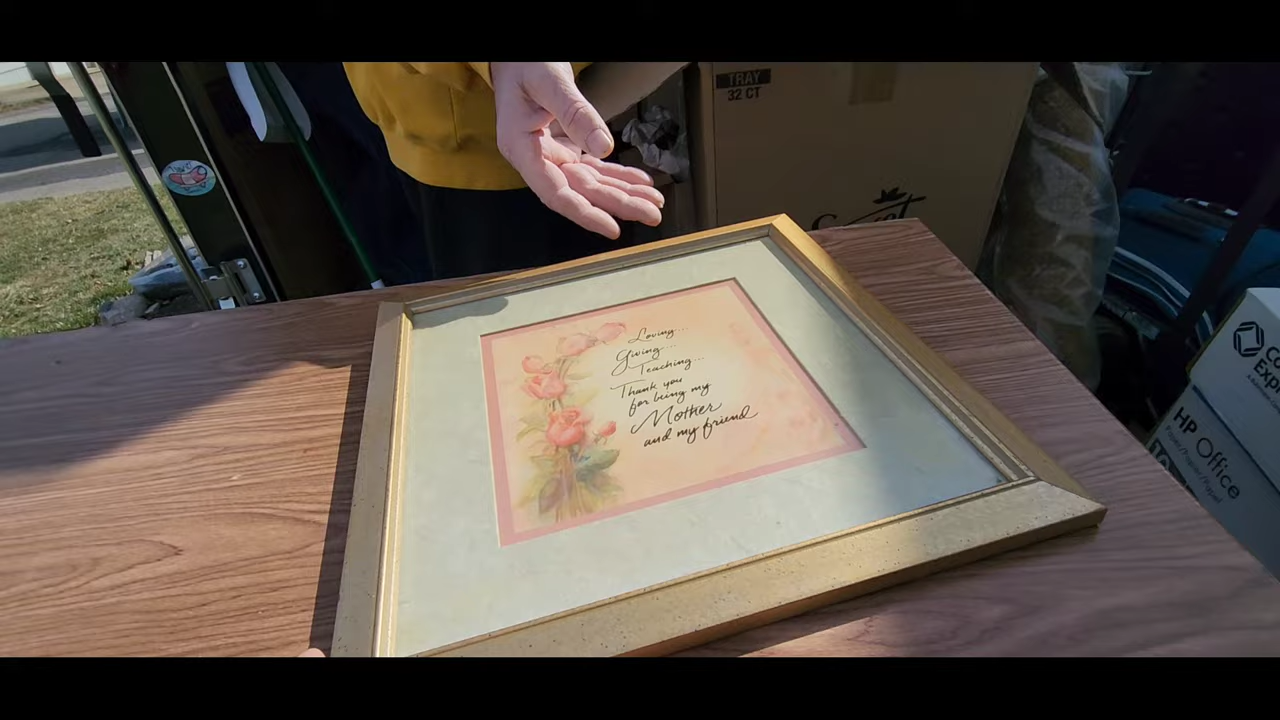 TRAY
32 CT
Loving...
Giving...
Teaching...
Thank you
for being my
Mother
and my friend
HP Office